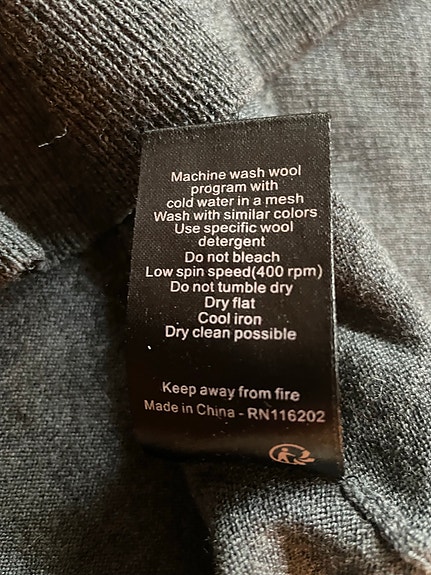 Machine wash wool
program with
cold water in a mesh
Wash with similar colors
Use specific wool
detergent
Do not bleach
Low spin speed(400 rpm)
Do not tumble dry
Dry flat
Cool iron
Dry clean possible
Keep away from fire
Made in China - RN116202